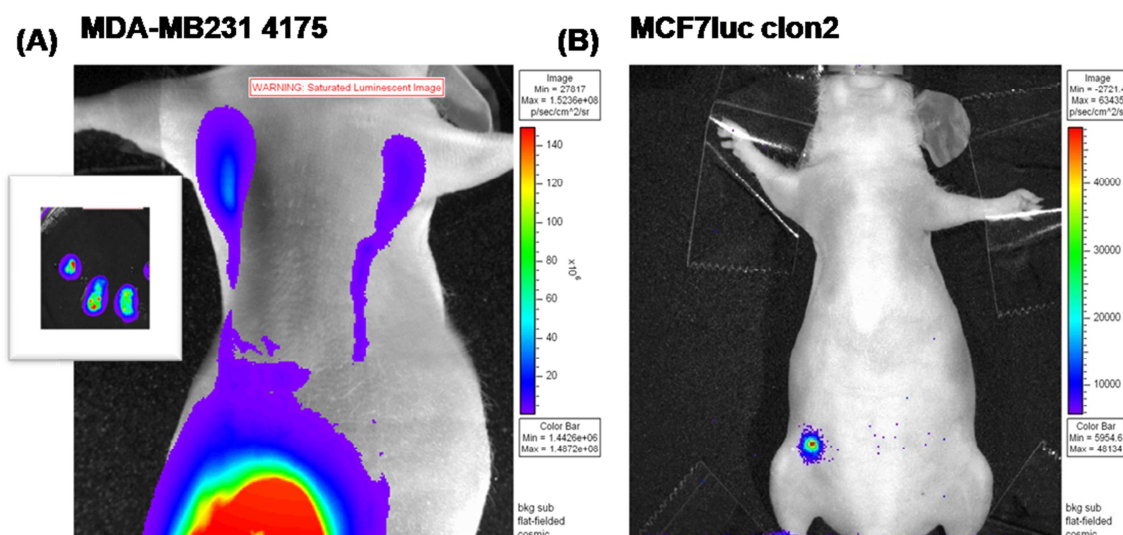 (A) MDA-MB231 4175
WARNING: Saturated Luminescent Image
Image
Min = 27817
Max = 1.5236e+08
p/sec/cm^2/sr
140
120
100
80
60
40
20
x10⁶
Color Bar
Min = 1.4426e+06
Max = 1.4872e+08
bkg sub
flat-fielded
cosmic
(B) MCF7luc clon2
Image
Min = -2721.4
Max = 63435
p/sec/cm^2/sr
40000
30000
20000
10000
Color Bar
Min = 5954.6
Max = 48134
bkg sub
flat-fielded
cosmic